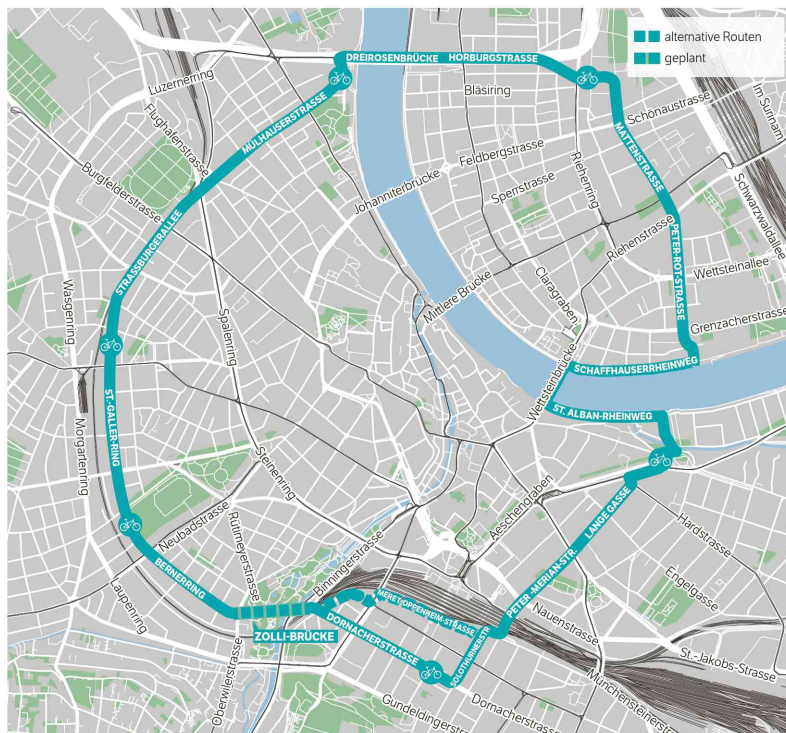 alternative Routen
geplant
DREIROSENBRÜCKE
HORBURGSTRASSE
Luzernerring
Bläsiring
Im Surinam
Schönaustrasse
Flughafenstrasse
MÜLHAUSERSTRASSE
MATTENSTRASSE
Feldbergstrasse
Riehenring
Burgfelderstrasse
Johanniterbrücke
Sperrstrasse
Schwarzwaldallee
Riehenstrasse
STRASSBURGERALLEE
PETER-ROT-STRASSE
Wettsteinallee
Wasgenring
Mittlere Brücke
Claragraben
Spalenring
Grenzacherstrasse
SCHAFFHAUSERRHEINWEG
Wettsteinbrücke
ST.-GALLER-RING
ST. ALBAN-RHEINWEG
Morgartenring
Steinenring
Aeschengraben
LANGE GASSE
Hardstrasse
Neubadstrasse
Rütimeyerstrasse
Binningerstrasse
PETER-MERIAN-STR.
Engelgasse
BERNERRING
MERET-OPPENHEIM-STRASSE
Nauenstrasse
Laupenring
ZOLLI-BRÜCKE
DORNACHERSTRASSE
SOLOTHURNERSTR
St.-Jakobs-Strasse
Oberwilerstrasse
Münchensteinerstr
Gundeldingerstr
Dornacherstrasse